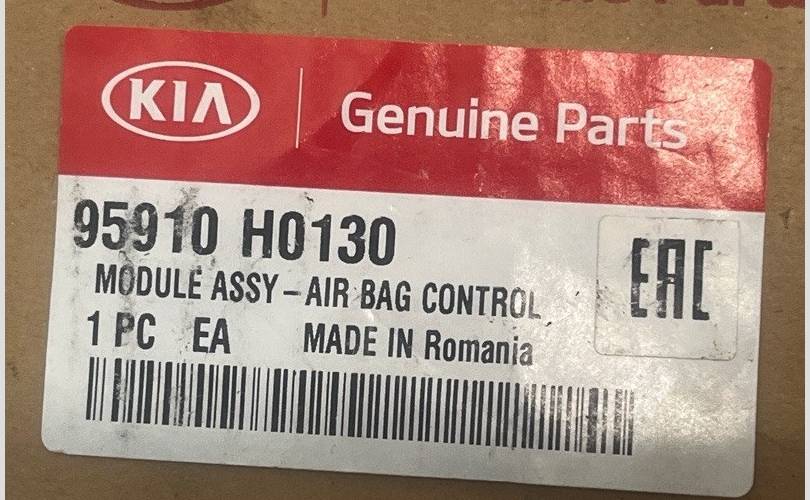 KIA Genuine Parts
95910 H0130
EAC
MODULE ASSY – AIR BAG CONTROL
1 PC EA MADE IN Romania